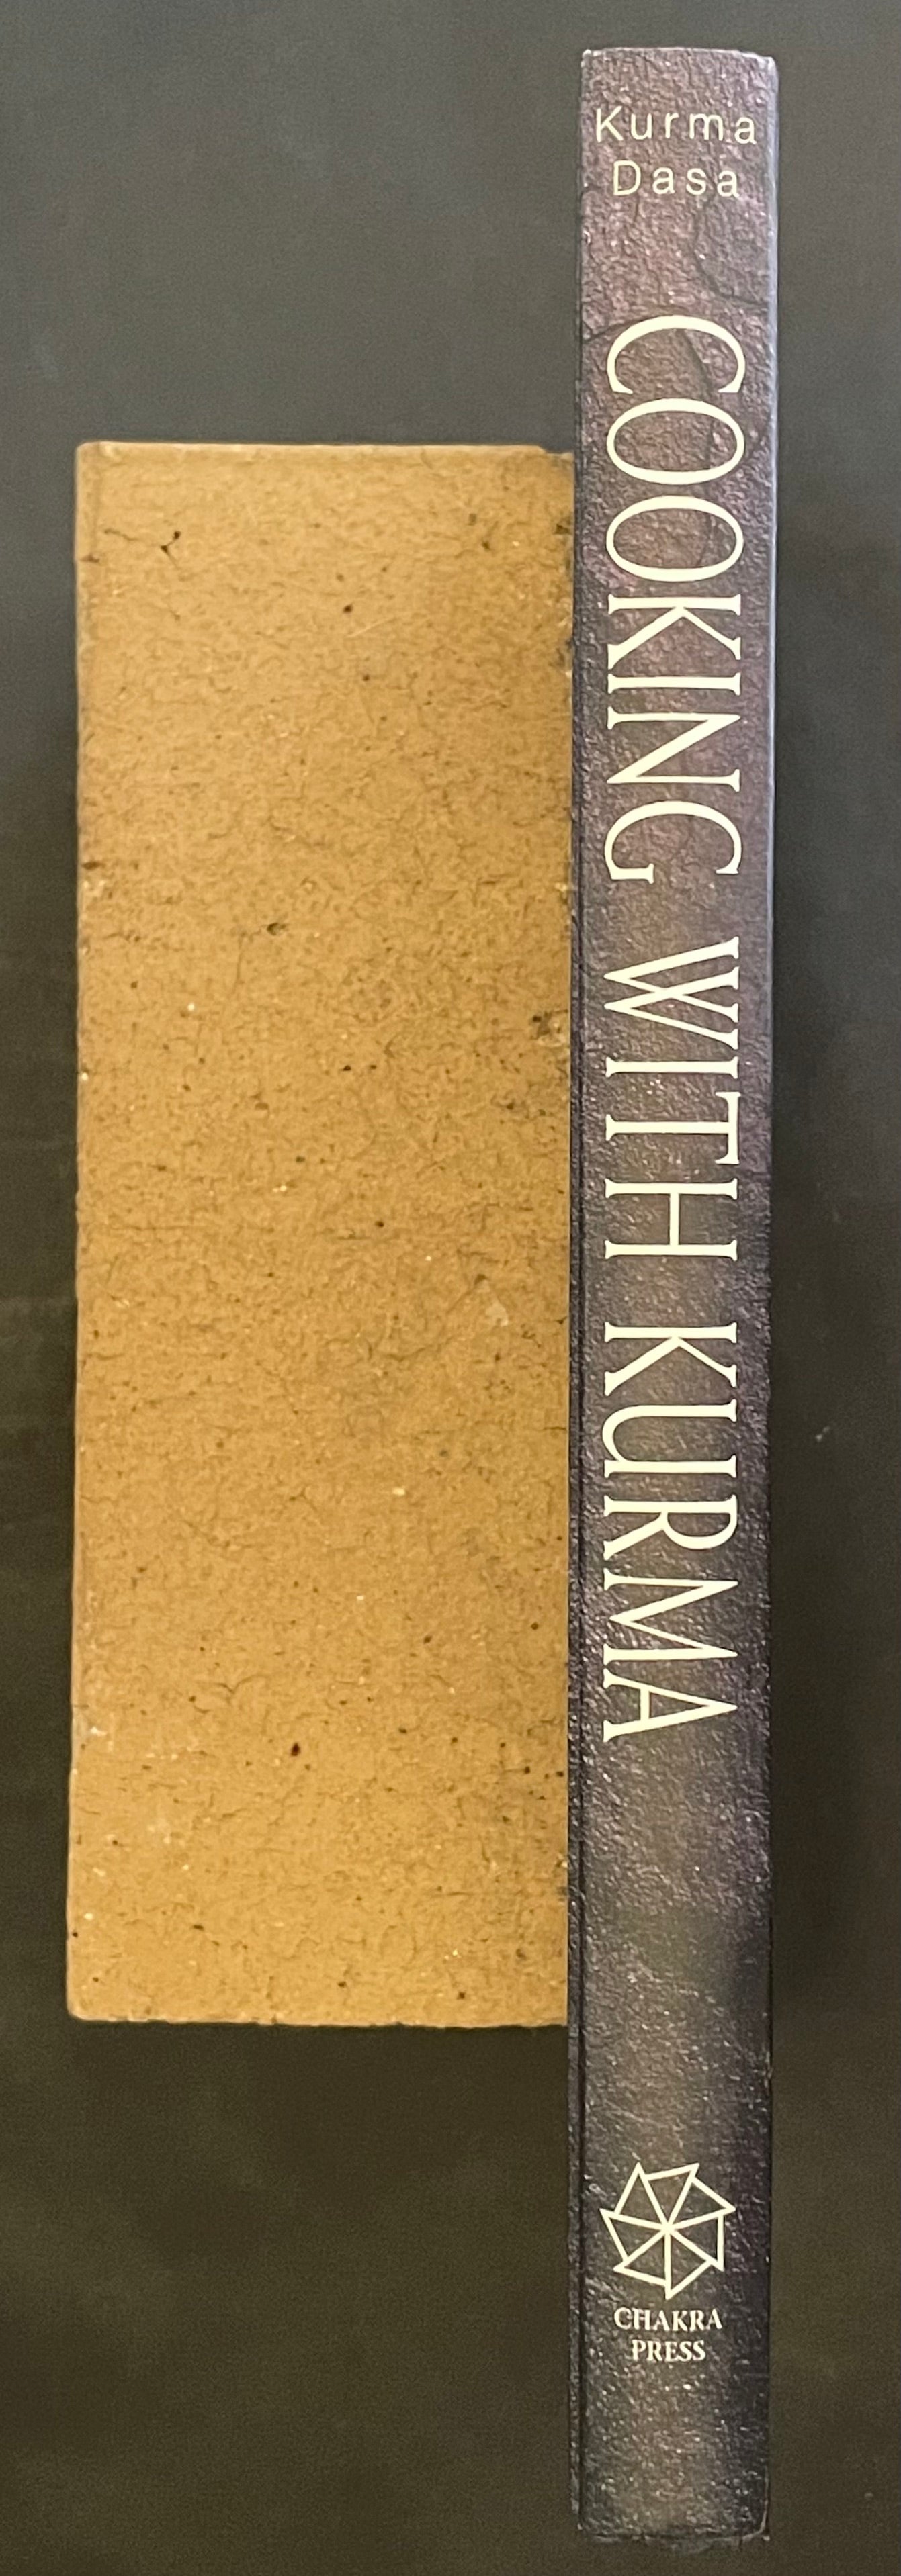 Kurma
Dasa
COOKING WITH KURMA
CHAKRA
PRESS